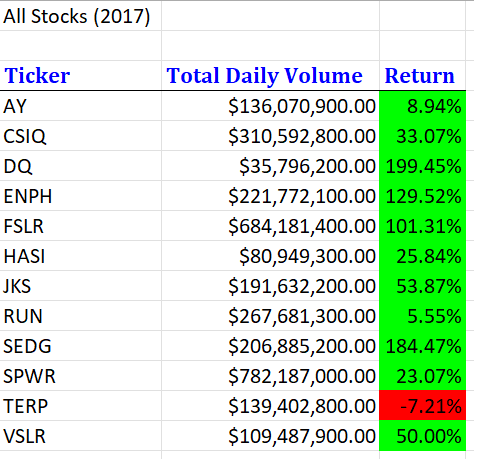 All Stocks (2017)
Ticker Total Daily Volume Return
AY $136,070,900.00 8.94%
CSIQ $310,592,800.00 33.07%
DQ $35,796,200.00 199.45%
ENPH $221,772,100.00 129.52%
FSLR $684,181,400.00 101.31%
HASI $80,949,300.00 25.84%
JKS $191,632,200.00 53.87%
RUN $267,681,300.00 5.55%
SEDG $206,885,200.00 184.47%
SPWR $782,187,000.00 23.07%
TERP $139,402,800.00 -7.21%
VSLR $109,487,900.00 50.00%